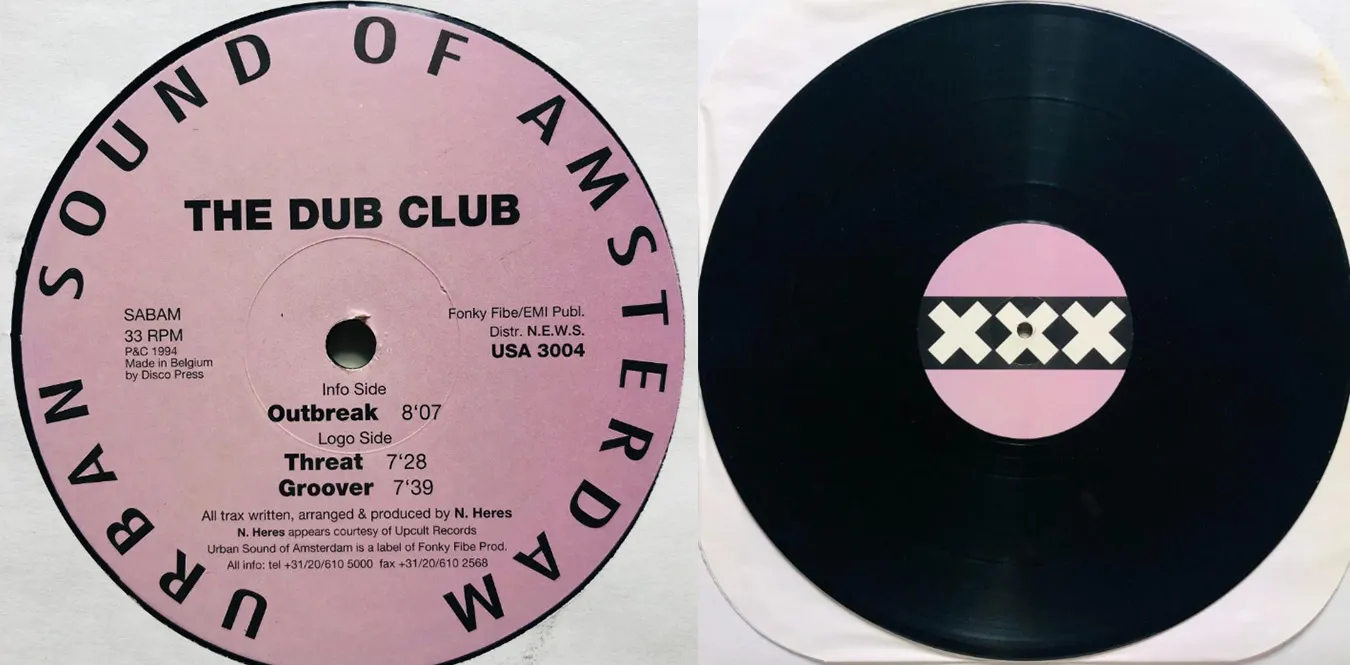 URBAN SOUND OF AMSTERDAM
THE DUB CLUB
SABAM
33 RPM
P&C 1994
Made in Belgium
by Disco Press
Fonky Fibe/EMI Publ.
Distr. N.E.W.S.
USA 3004
Info Side
Outbreak 8‘07
Logo Side
Threat 7‘28
Groover 7‘39
All trax written, arranged & produced by N. Heres
N. Heres appears courtesy of Upcult Records
Urban Sound of Amsterdam is a label of Fonky Fibe Prod.
All info: tel +31/20/610 5000 fax +31/20/610 2568
XXX